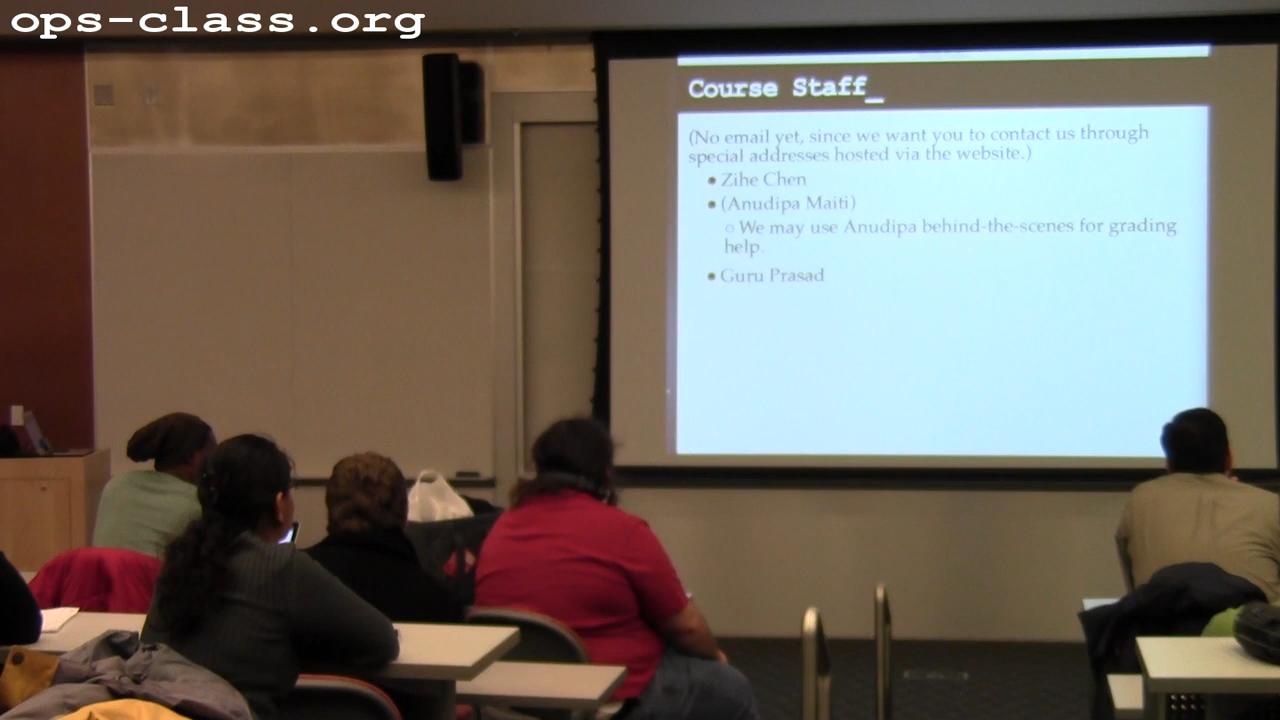 ops-class.org
Course Staff_
(No email yet, since we want you to contact us through
special addresses hosted via the website.)
• Zihe Chen
• (Anudipa Maiti)
○ We may use Anudipa behind-the-scenes for grading
help.
• Guru Prasad